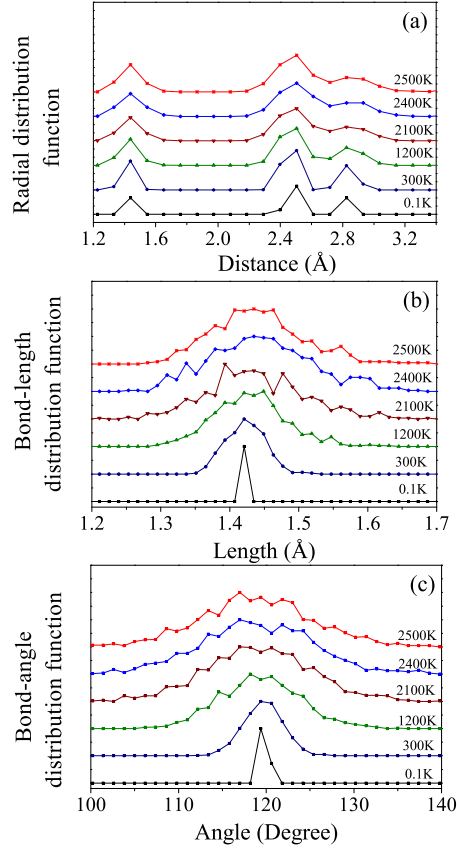 (a)
Radial distribution
function
2500K
2400K
2100K
1200K
300K
0.1K
1.2 1.6 2.0 2.4 2.8 3.2
Distance (Å)
(b)
Bond-length
distribution function
2500K
2400K
2100K
1200K
300K
0.1K
1.2 1.3 1.4 1.5 1.6 1.7
Length (Å)
(c)
Bond-angle
distribution function
2500K
2400K
2100K
1200K
300K
0.1K
100 110 120 130 140
Angle (Degree)